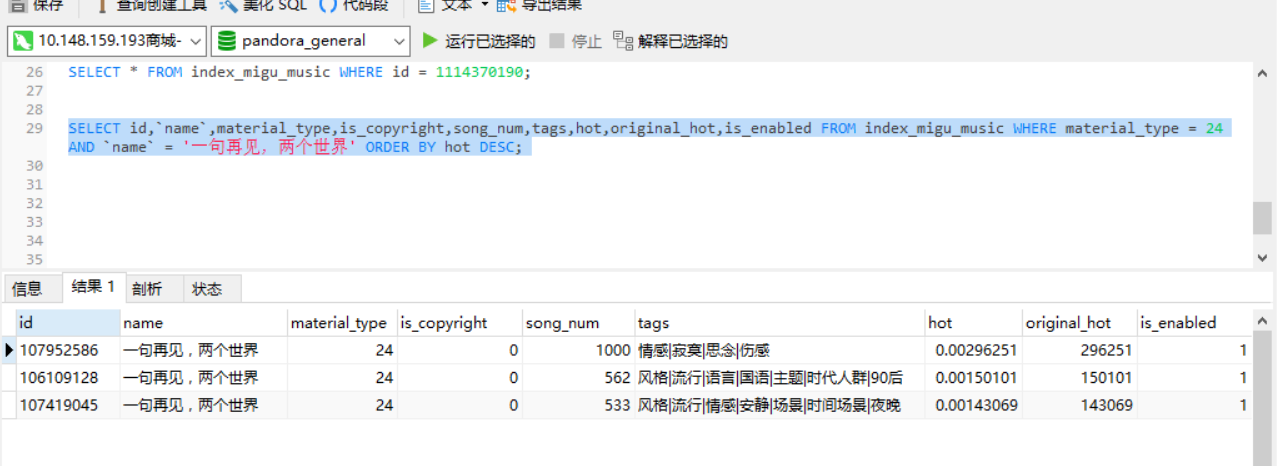 保存 查询创建工具 美化 SQL () 代码段 文本 导出结果
10.148.159.193商城- pandora_general 运行已选择的 停止 解释已选择的
26 SELECT * FROM index_migu_music WHERE id = 1114370190;
27
28
29 SELECT id,`name`,material_type,is_copyright,song_num,tags,hot,original_hot,is_enabled FROM index_migu_music WHERE material_type = 24
AND `name` = '一句再见，两个世界' ORDER BY hot DESC;
30
31
32
33
34
35
信息 结果 1 剖析 状态
id name material_type is_copyright song_num tags hot original_hot is_enabled
107952586 一句再见，两个世界 24 0 1000 情感|寂寞|思念|伤感 0.00296251 296251 1
106109128 一句再见，两个世界 24 0 562 风格|流行|语言|国语|主题|时代人群|90后 0.00150101 150101 1
107419045 一句再见，两个世界 24 0 533 风格|流行|情感|安静|场景|时间场景|夜晚 0.00143069 143069 1